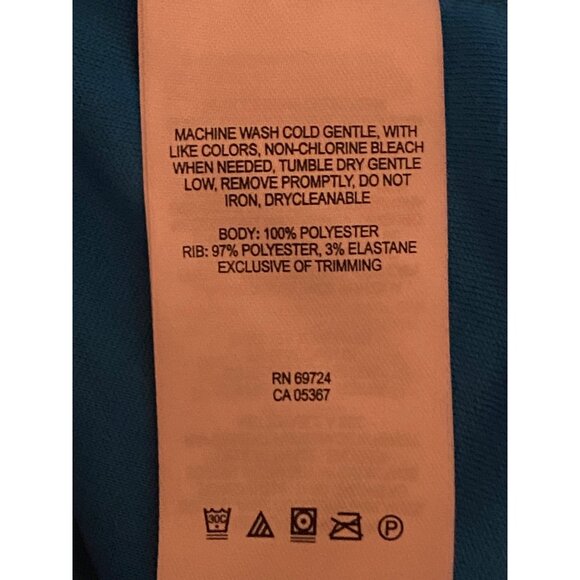 MACHINE WASH COLD GENTLE, WITH
LIKE COLORS, NON-CHLORINE BLEACH
WHEN NEEDED, TUMBLE DRY GENTLE
LOW, REMOVE PROMPTLY, DO NOT
IRON, DRYCLEANABLE
BODY: 100% POLYESTER
RIB: 97% POLYESTER, 3% ELASTANE
EXCLUSIVE OF TRIMMING
RN 69724
CA 05367
30C P